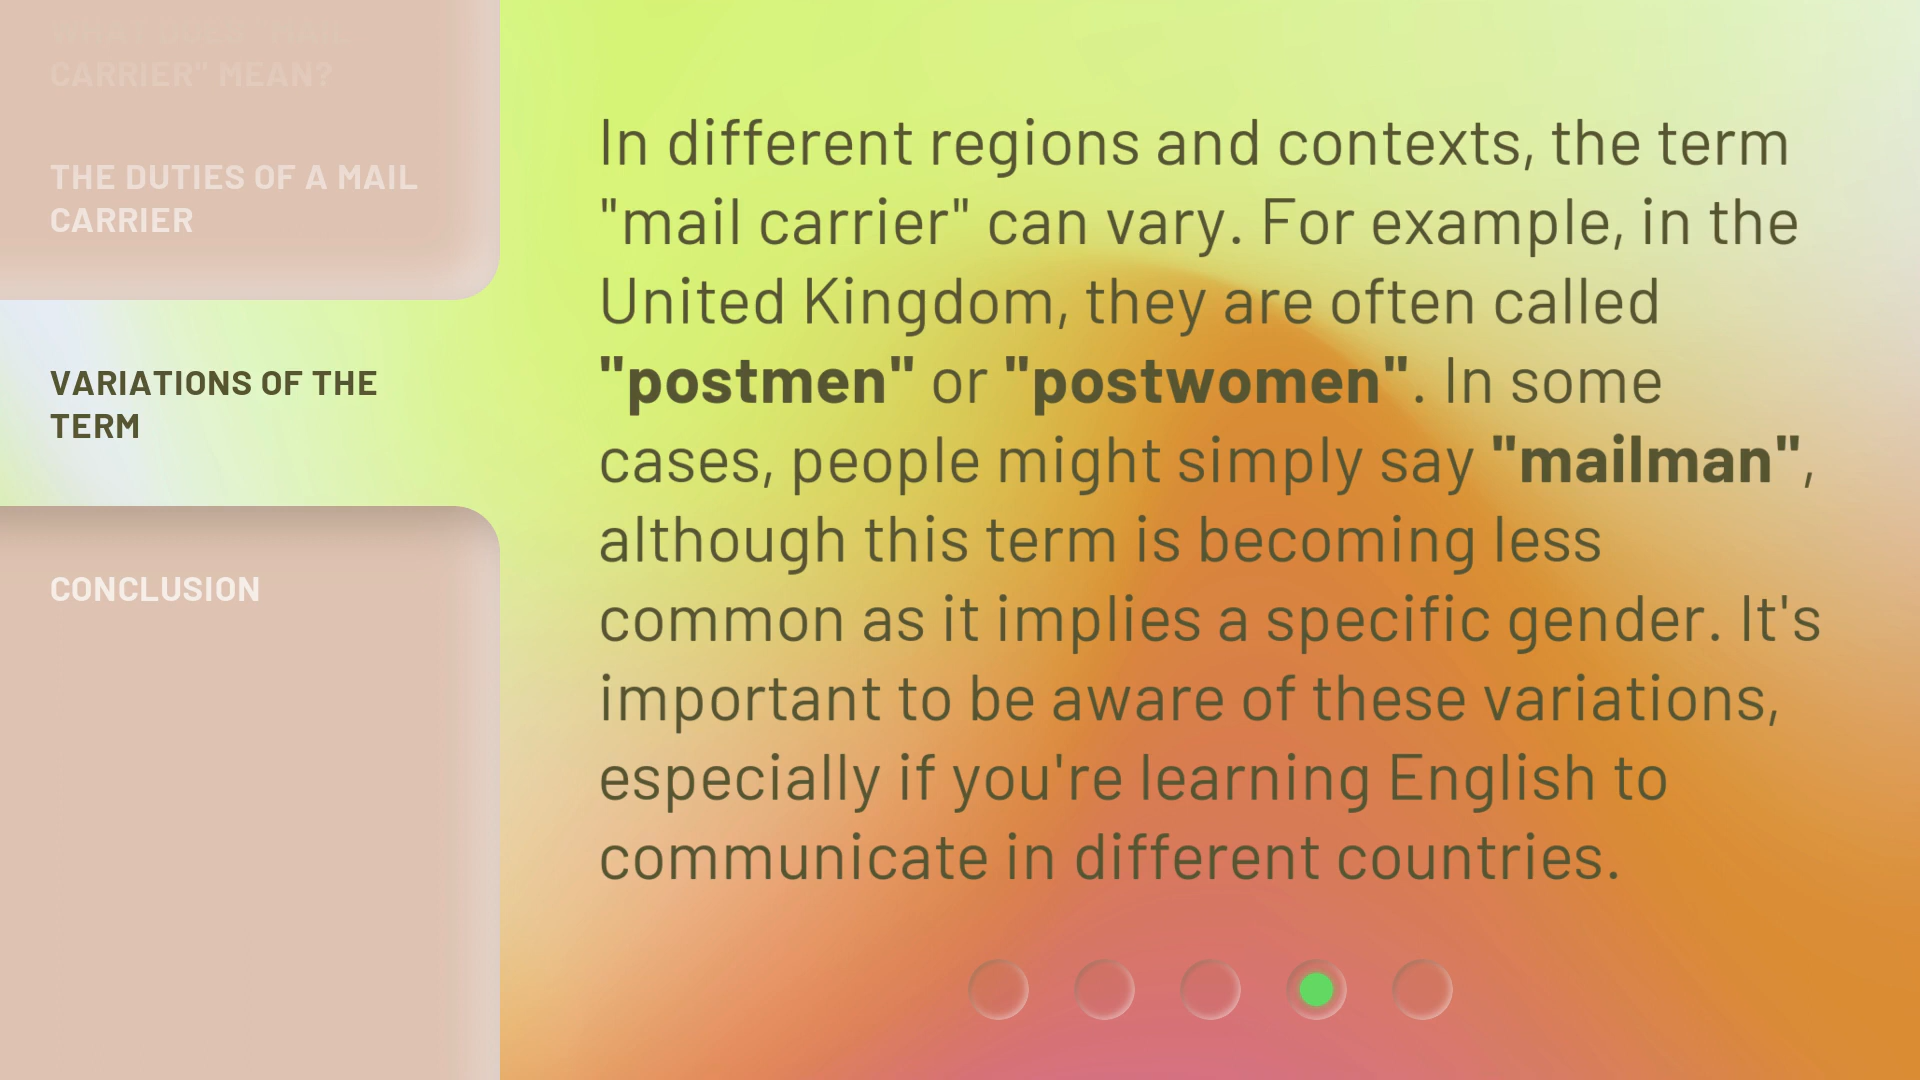 WHAT DOES "MAIL
CARRIER" MEAN?
THE DUTIES OF A MAIL
CARRIER
VARIATIONS OF THE
TERM
CONCLUSION
In different regions and contexts, the term
"mail carrier" can vary. For example, in the
United Kingdom, they are often called
"postmen" or "postwomen". In some
cases, people might simply say "mailman",
although this term is becoming less
common as it implies a specific gender. It's
important to be aware of these variations,
especially if you're learning English to
communicate in different countries.